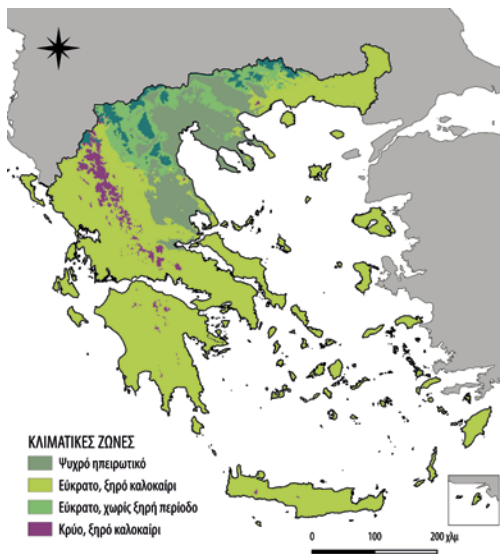 ΚΛΙΜΑΤΙΚΕΣ ΖΩΝΕΣ
Ψυχρό ηπειρωτικό
Εύκρατο, ξηρό καλοκαίρι
Εύκρατο, χωρίς ξηρή περίοδο
Κρύο, ξηρό καλοκαίρι
0 100 200 χλμ